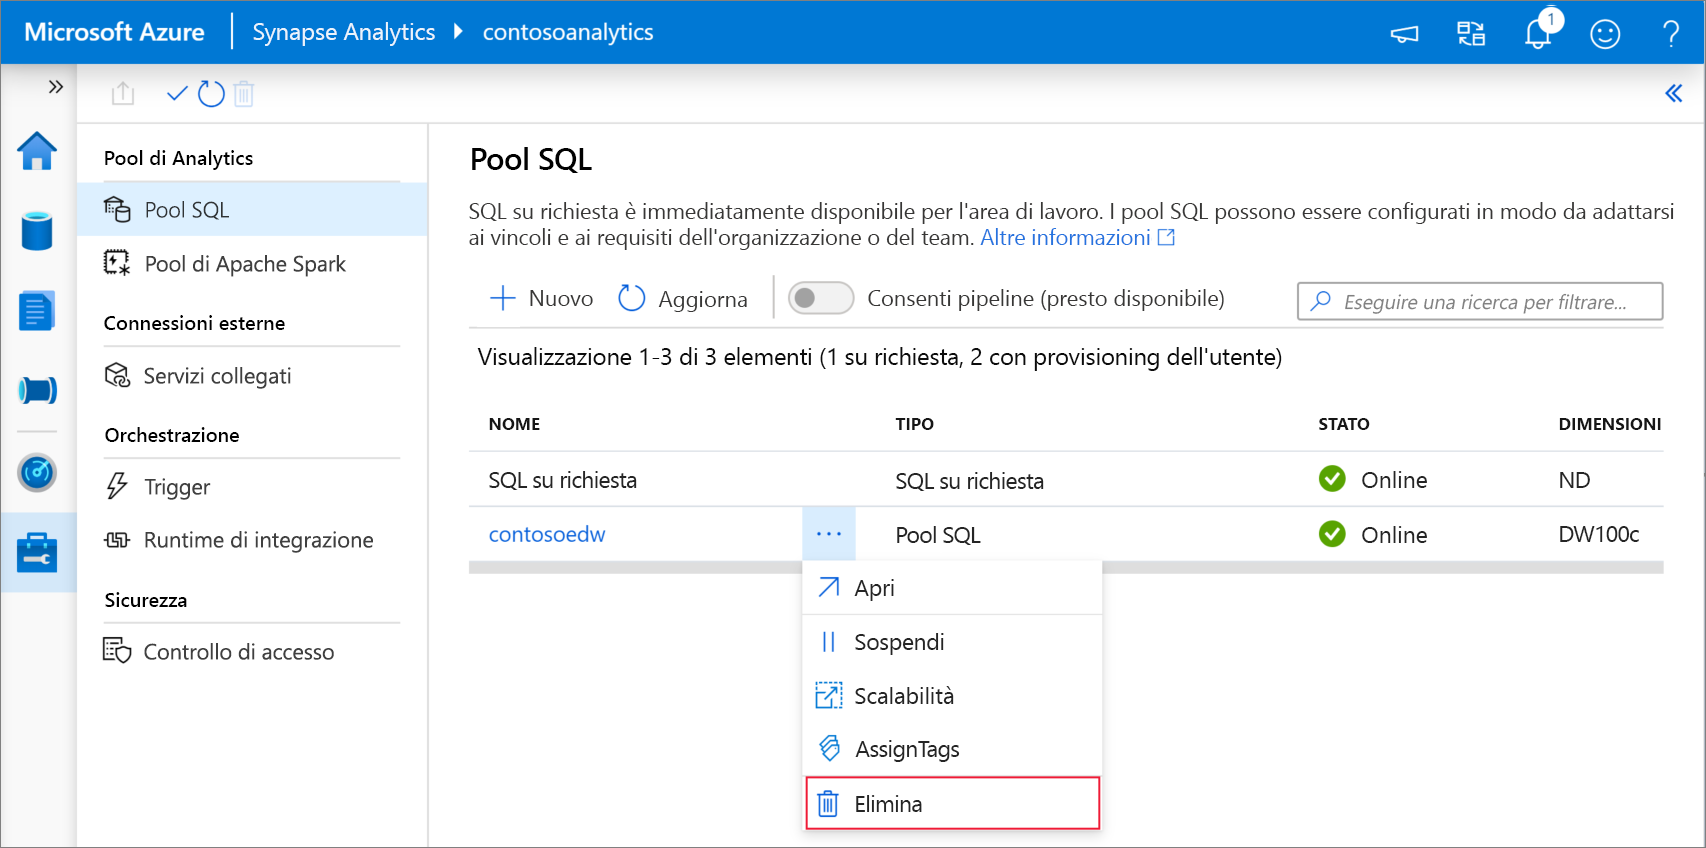 Microsoft Azure
Synapse Analytics
contosoanalytics
1
?
Pool di Analytics
Pool SQL
Pool di Apache Spark
Connessioni esterne
Servizi collegati
Orchestrazione
Trigger
Runtime di integrazione
Sicurezza
Controllo di accesso
Pool SQL
SQL su richiesta è immediatamente disponibile per l'area di lavoro. I pool SQL possono essere configurati in modo da adattarsi
ai vincoli e ai requisiti dell'organizzazione o del team. Altre informazioni
Nuovo
Aggiorna
Consenti pipeline (presto disponibile)
Eseguire una ricerca per filtrare...
Visualizzazione 1-3 di 3 elementi (1 su richiesta, 2 con provisioning dell'utente)
NOME TIPO STATO DIMENSIONI
SQL su richiesta SQL su richiesta Online ND
contosoedw ... Pool SQL Online DW100c
Apri
Sospendi
Scalabilità
AssignTags
Elimina